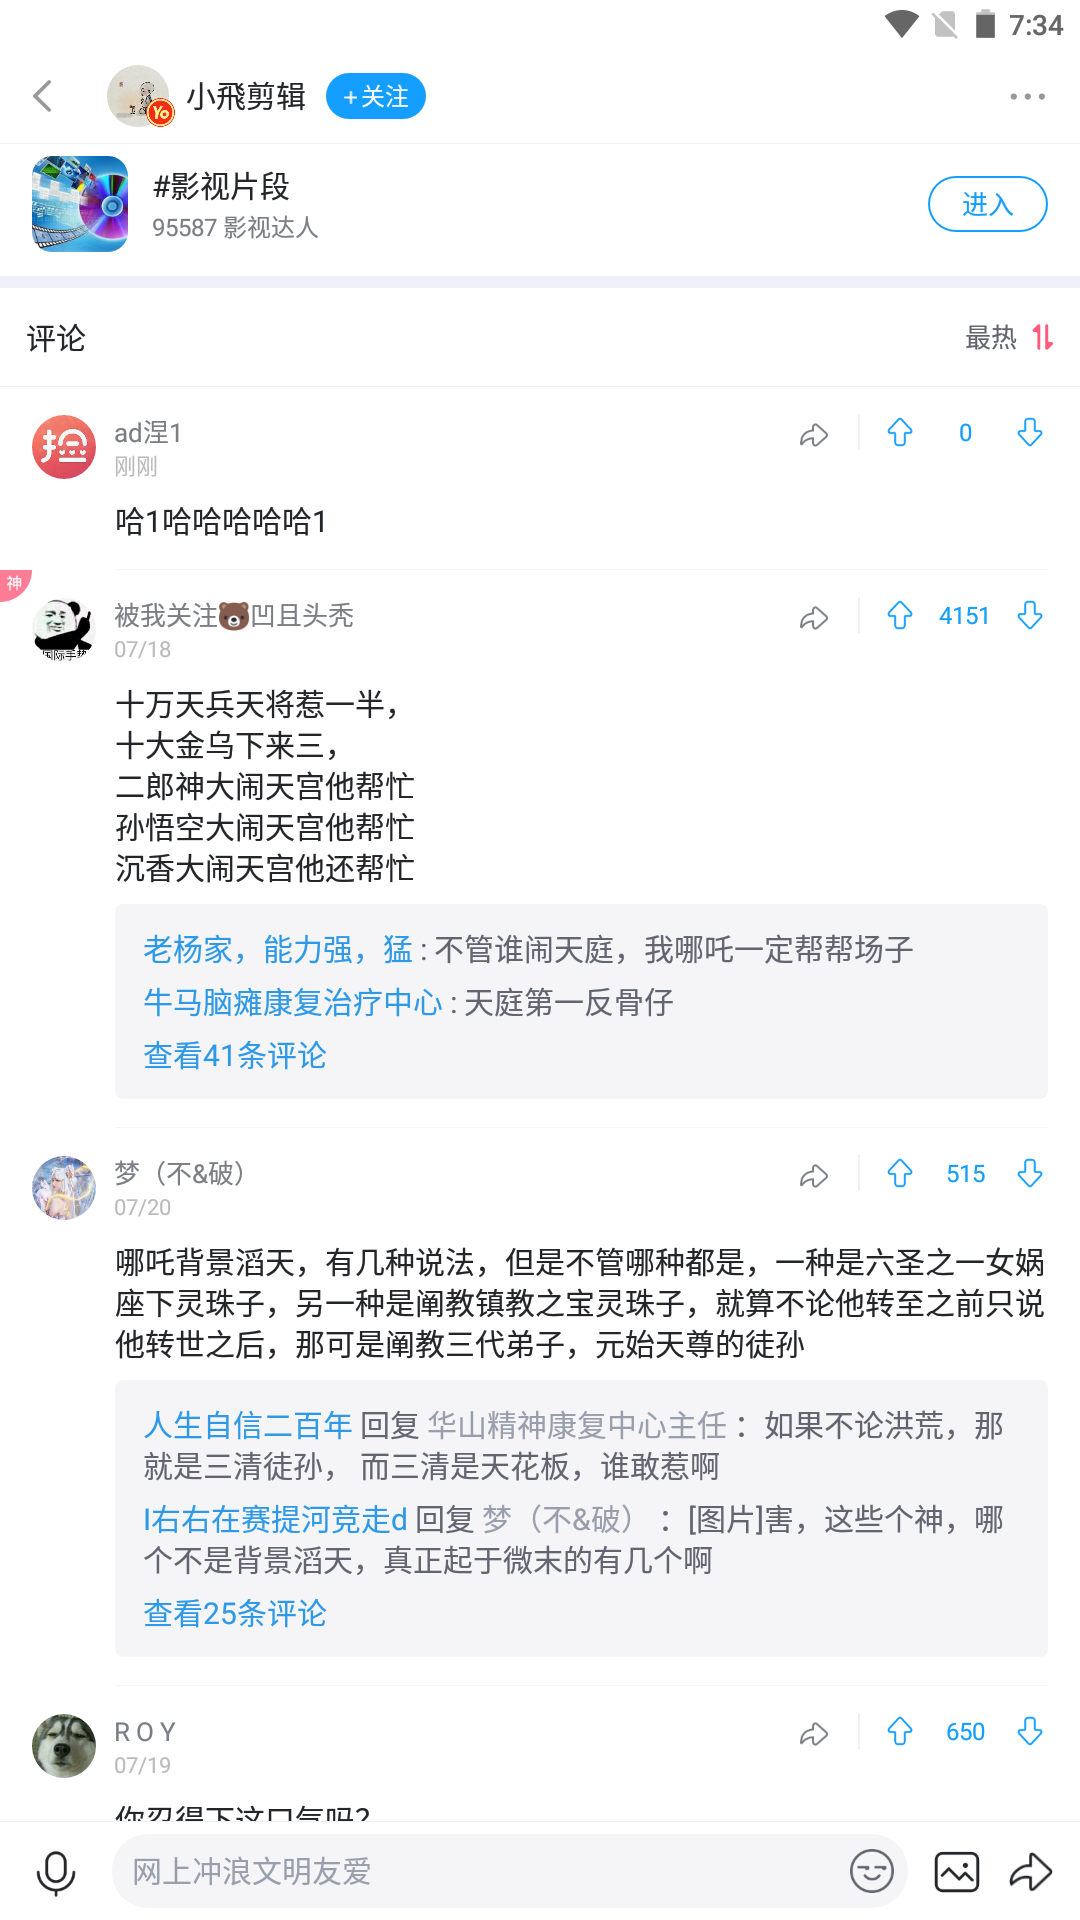 7:34
小飛剪辑
+关注
Yo
#影视片段
95587 影视达人
进入
评论
最热
捡
ad涅1
0
刚刚
哈1哈哈哈哈哈1
神
被我关注🐻凹且头秃
4151
07/18
十万天兵天将惹一半，
十大金乌下来三，
二郎神大闹天宫他帮忙
孙悟空大闹天宫他帮忙
沉香大闹天宫他还帮忙
老杨家，能力强，猛 : 不管谁闹天庭，我哪吒一定帮帮场子
牛马脑瘫康复治疗中心 : 天庭第一反骨仔
查看41条评论
梦（不&破）
515
07/20
哪吒背景滔天，有几种说法，但是不管哪种都是，一种是六圣之一女娲
座下灵珠子，另一种是阐教镇教之宝灵珠子，就算不论他转至之前只说
他转世之后，那可是阐教三代弟子，元始天尊的徒孙
人生自信二百年 回复 华山精神康复中心主任 ： 如果不论洪荒，那
就是三清徒孙， 而三清是天花板，谁敢惹啊
I右右在赛提河竞走d 回复 梦（不&破） ： [图片]害，这些个神，哪
个不是背景滔天，真正起于微末的有几个啊
查看25条评论
R O Y
650
07/19
你忍得下这口气吗?
网上冲浪文明友爱